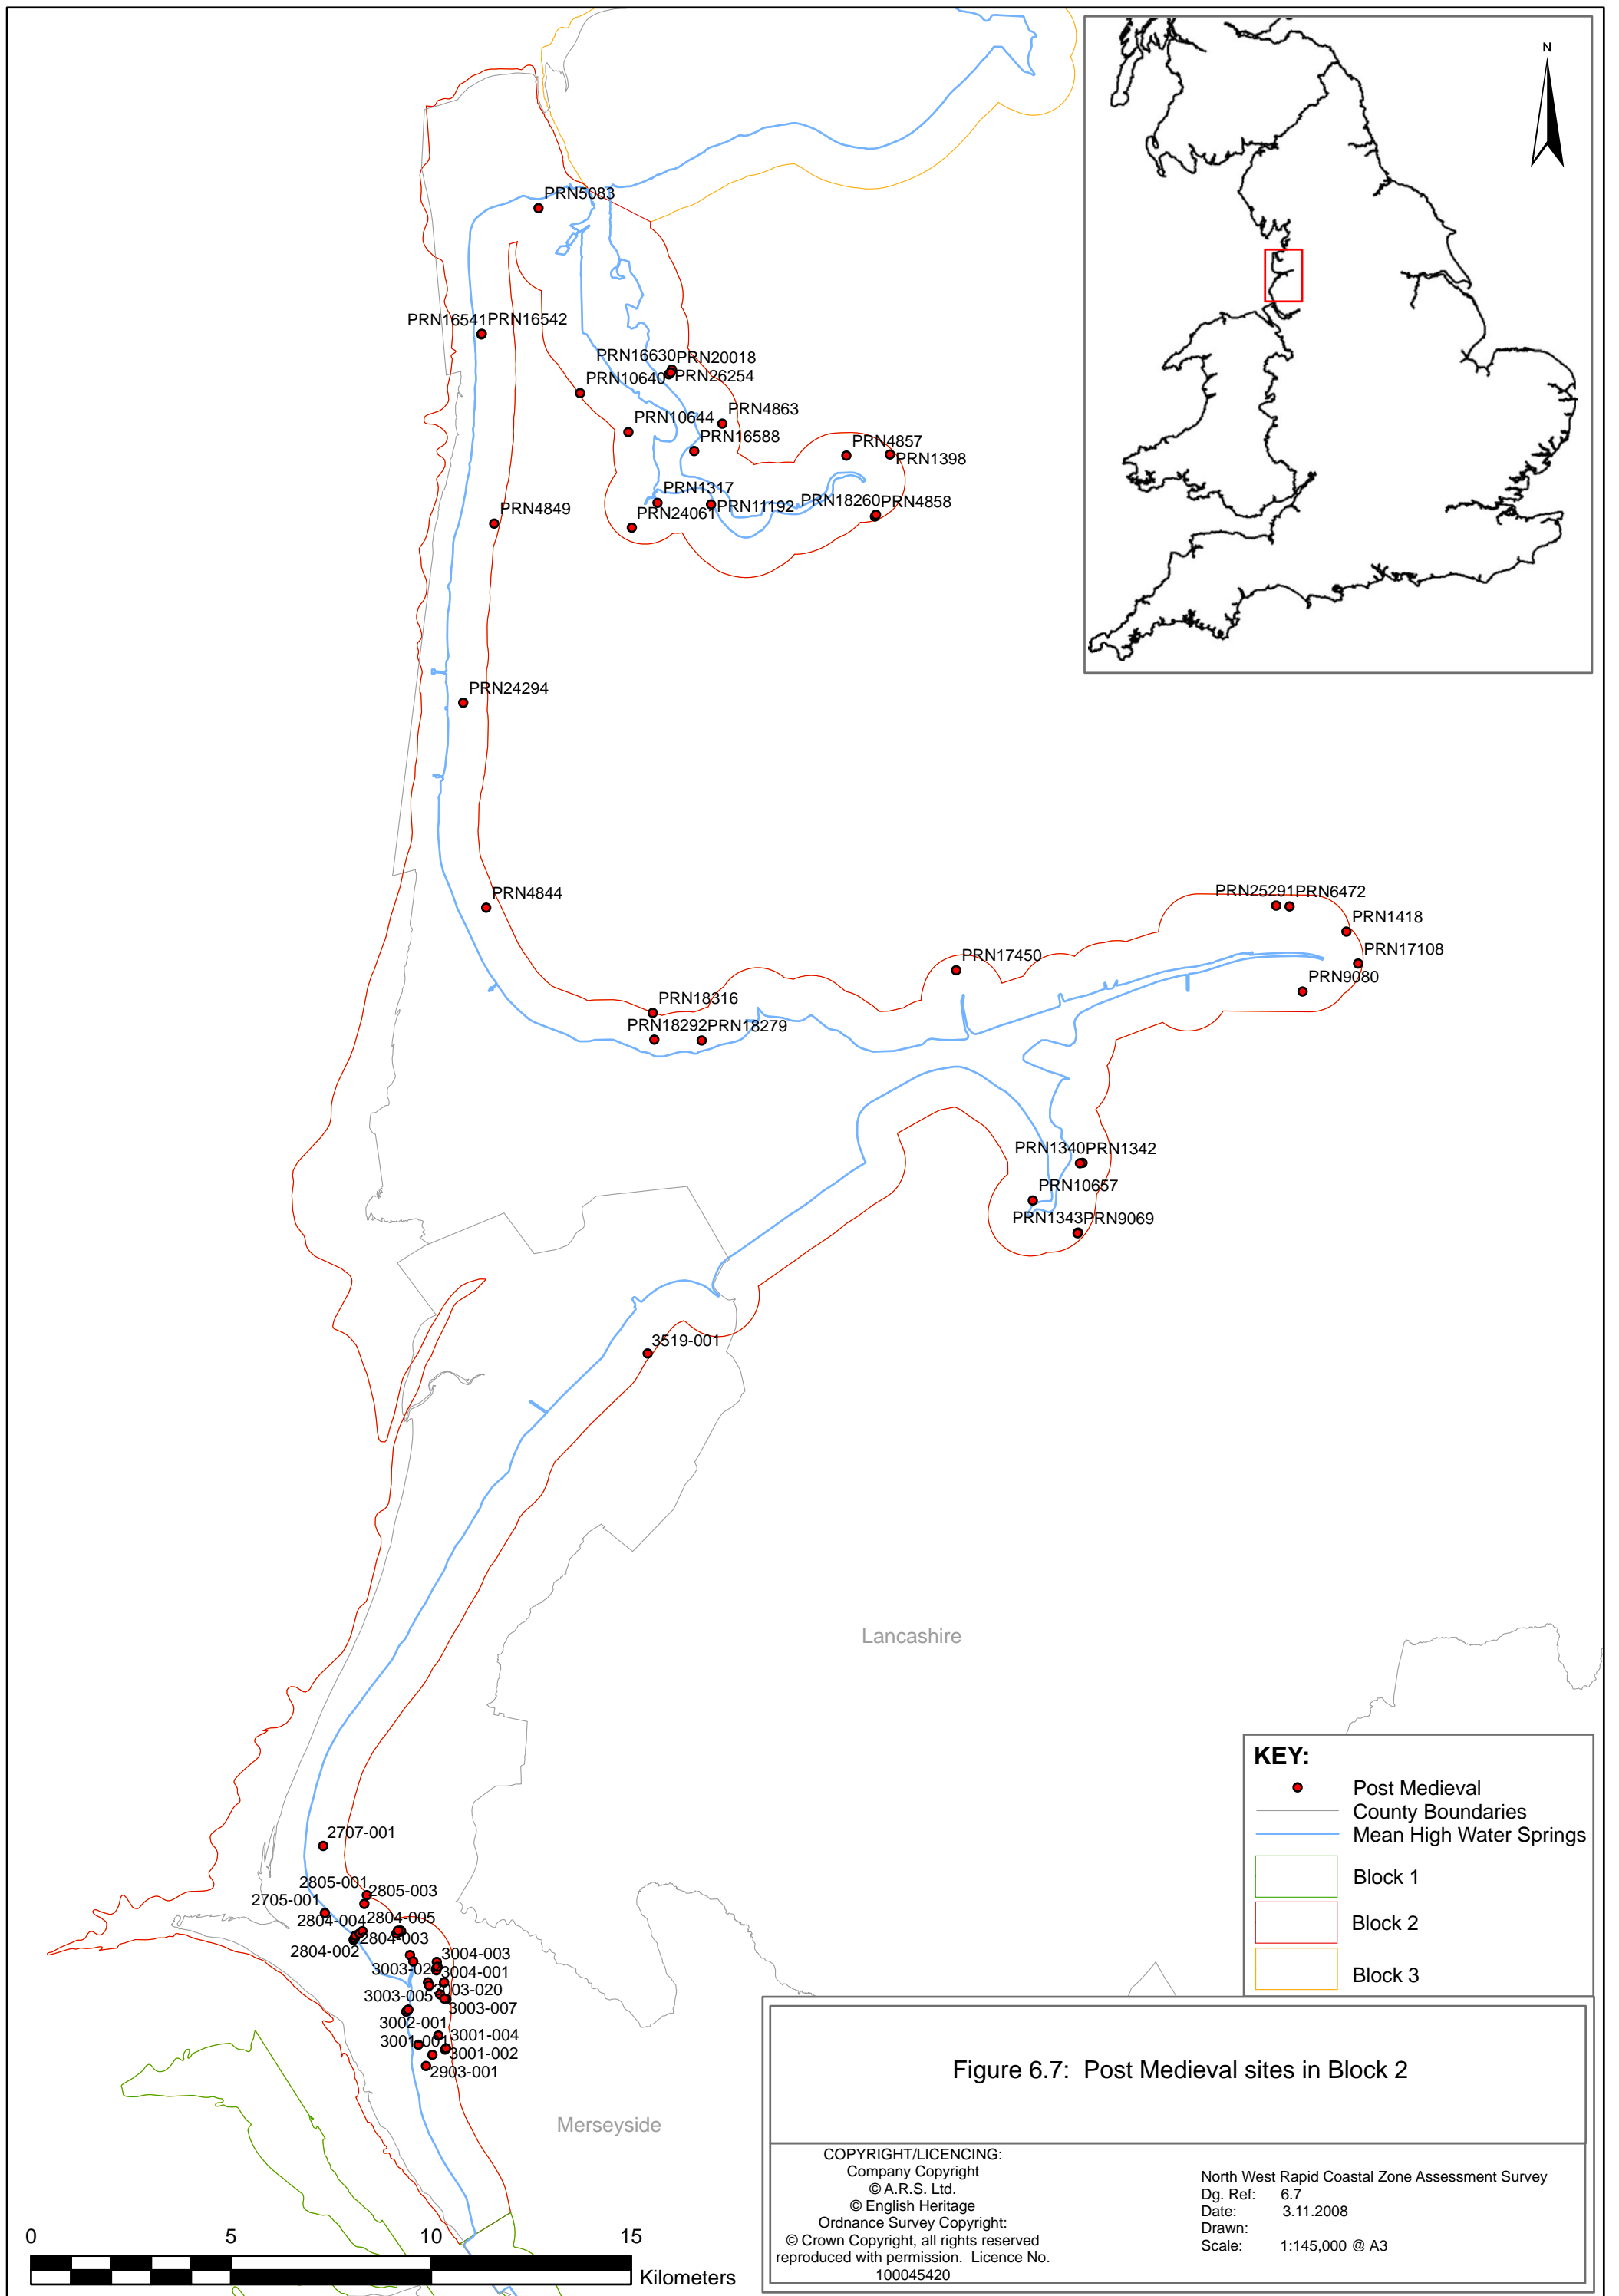 N
PRN5083
PRN16541PRN16542
PRN16630PRN20018
PRN10640 PRN26254
PRN10644
PRN4863
PRN16588
PRN4857
PRN1398
PRN1317
PRN11192
PRN18260PRN4858
PRN24061
PRN4849
PRN24294
PRN4844
PRN25291PRN6472
PRN1418
PRN17108
PRN9080
PRN17450
PRN18316
PRN18292PRN18279
PRN1340PRN1342
PRN10657
PRN1343PRN9069
3519-001
Lancashire
2707-001
2805-001
2805-003
2705-001
2804-004
2804-005
2804-003
2804-002
3004-003
3004-001
3003-020
3003-005
3003-007
3002-001
3001-004
3001-001
3001-002
2903-001
Merseyside
KEY:
Post Medieval
County Boundaries
Mean High Water Springs
Block 1
Block 2
Block 3
Figure 6.7: Post Medieval sites in Block 2
COPYRIGHT/LICENCING:
Company Copyright
© A.R.S. Ltd.
© English Heritage
Ordnance Survey Copyright:
© Crown Copyright, all rights reserved
reproduced with permission. Licence No.
100045420
North West Rapid Coastal Zone Assessment Survey
Dg. Ref: 6.7
Date: 3.11.2008
Drawn:
Scale: 1:145,000 @ A3
0 5 10 15
Kilometers